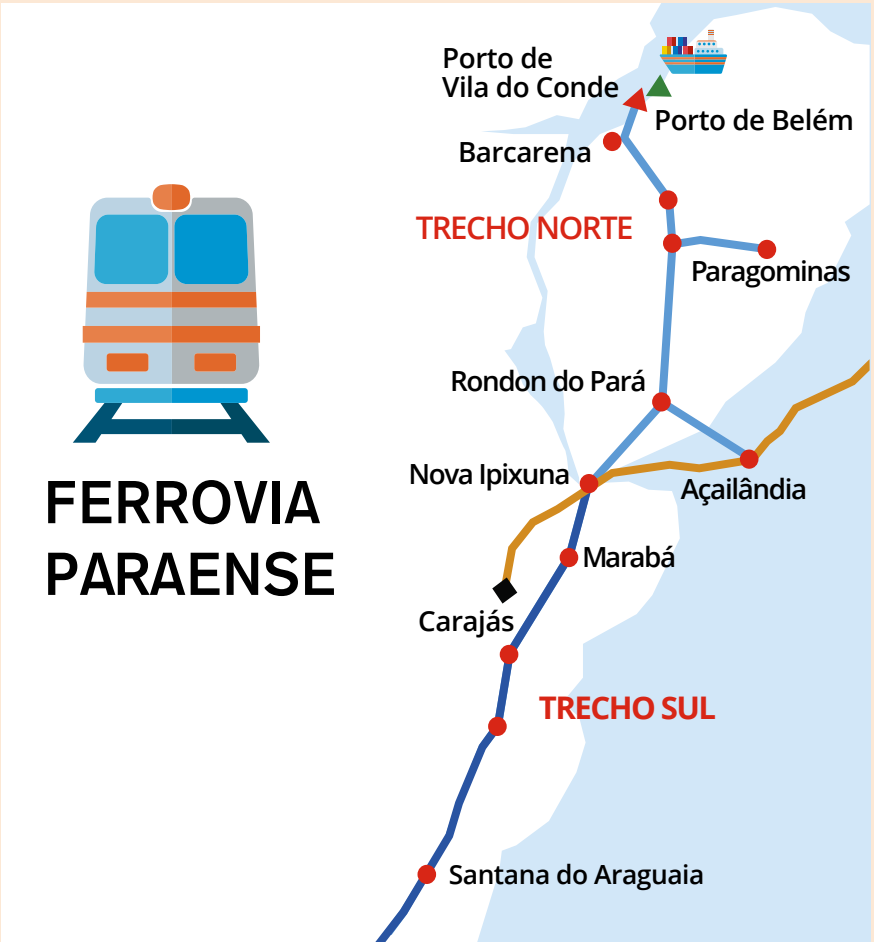 Porto de
Vila do Conde
Porto de Belém
Barcarena
TRECHO NORTE
Paragominas
Rondon do Pará
Nova Ipixuna
Açailândia
FERROVIA
PARAENSE
Marabá
Carajás
TRECHO SUL
Santana do Araguaia